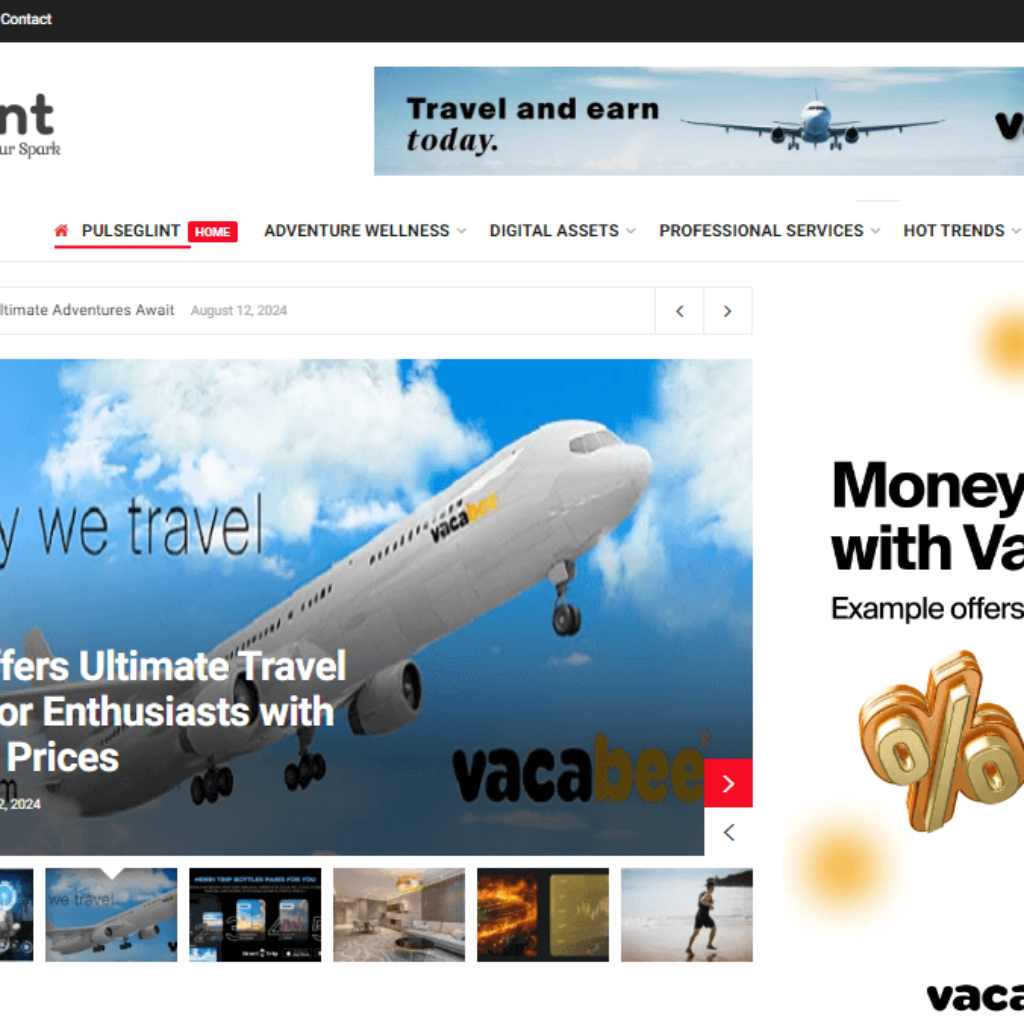 Contact
nt
ur Spark
Travel and earn
today.
v
PULSEGLINT HOME ADVENTURE WELLNESS DIGITAL ASSETS PROFESSIONAL SERVICES HOT TRENDS
ltimate Adventures Await August 12, 2024
y we travel
vacabee
ffers Ultimate Travel
or Enthusiasts with
Prices
m
2, 2024
vacabee
Money
with Va
Example offers
%
we travel
vaca